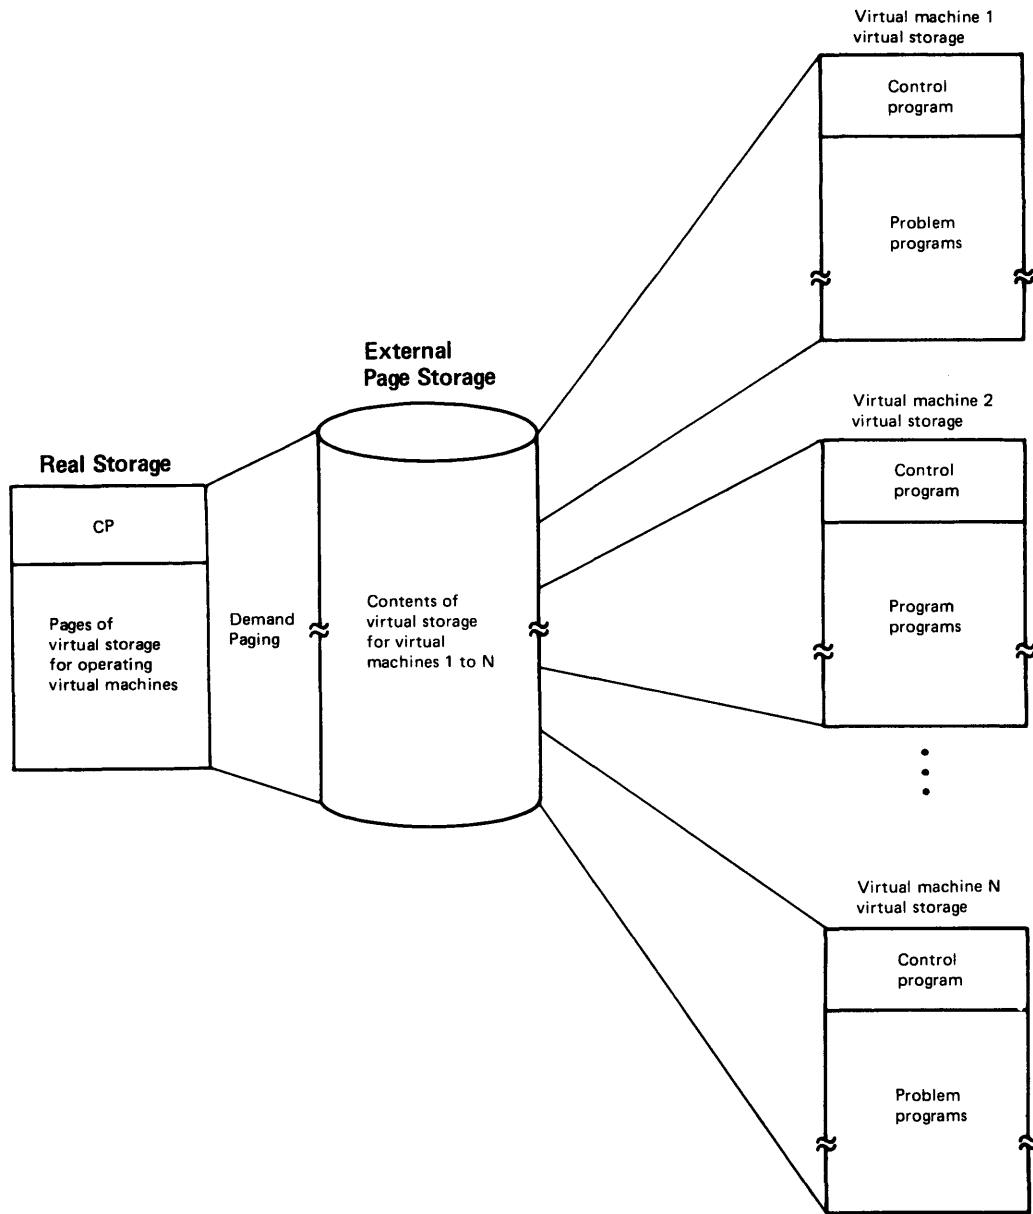 Virtual machine 1
virtual storage
Control
program
Problem
programs
External
Page Storage
Virtual machine 2
virtual storage
Real Storage
Control
program
CP
Contents of
virtual storage
for virtual
machines 1 to N
Program
programs
Demand
Paging
Pages of
virtual storage
for operating
virtual machines
Virtual machine N
virtual storage
Control
program
Problem
programs